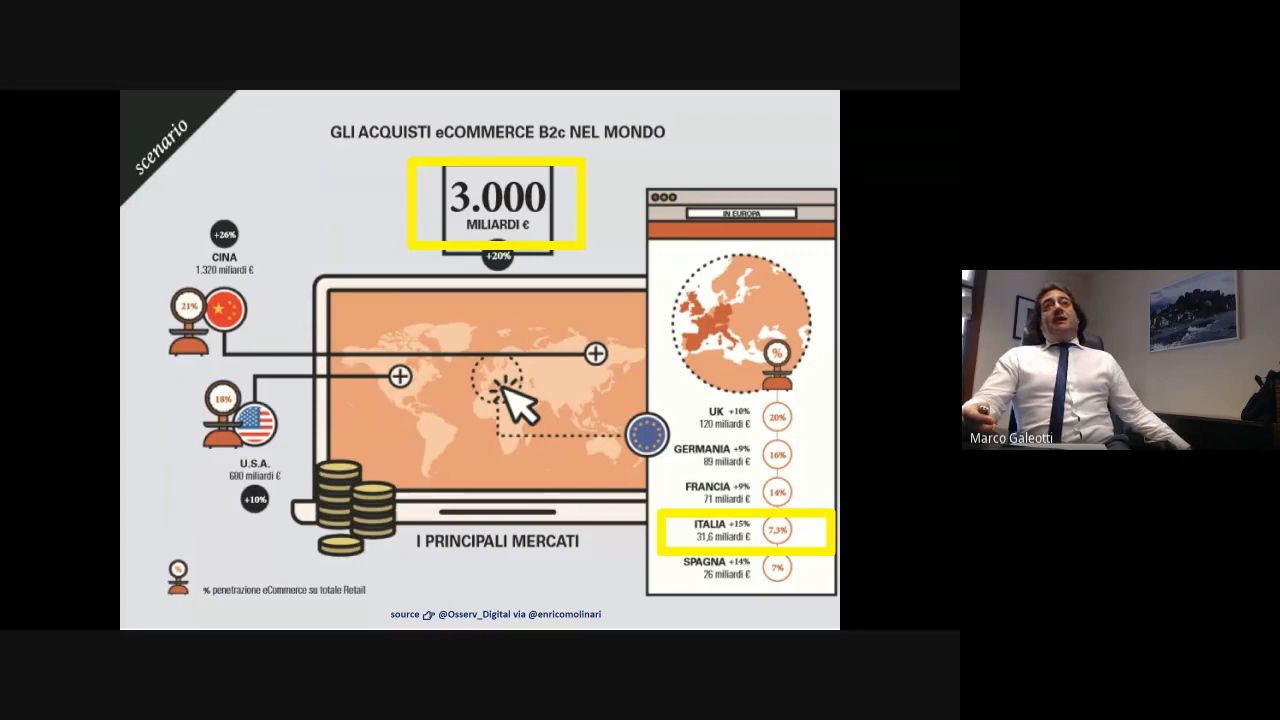 scenario
GLI ACQUISTI eCOMMERCE B2c NEL MONDO
3.000
MILIARDI €
+20%
+26%
CINA
1.320 miliardi €
21%
18%
U.S.A.
680 miliardi €
+10%
IN EUROPA
%
UK +10%
120 miliardi €
20%
GERMANIA +9%
89 miliardi €
16%
FRANCIA +9%
71 miliardi €
14%
ITALIA +15%
31,6 miliardi €
7,3%
SPAGNA +14%
26 miliardi €
7%
I PRINCIPALI MERCATI
%
% penetrazione eCommerce su totale Retail
source @Osserv_Digital via @enricomolinari
Marco Galeotti